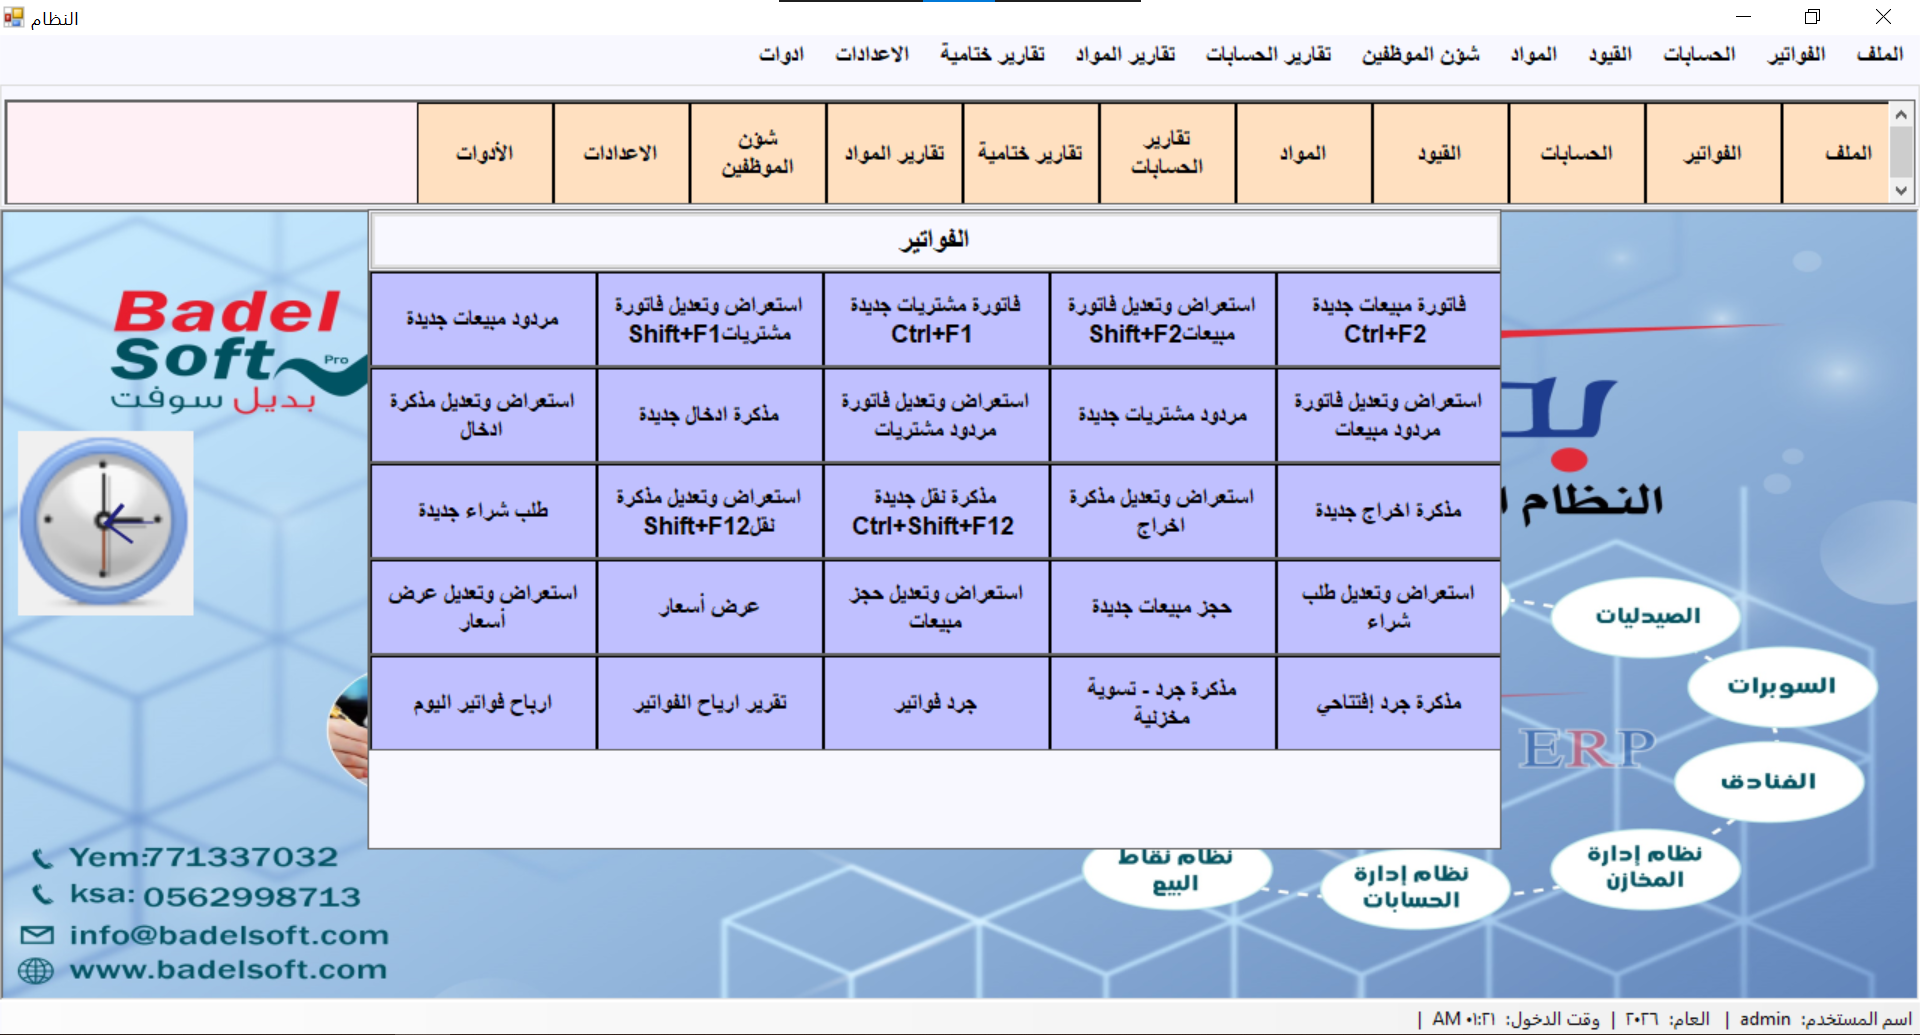 النظام
الملف الفواتير الحسابات القيود المواد شؤن الموظفين تقارير الحسابات تقارير المواد تقارير ختامية الاعدادات ادوات
الملف
الفواتير
الحسابات
القيود
المواد
تقارير
الحسابات
تقارير ختامية
تقارير المواد
شؤن
الموظفين
الاعدادات
الأدوات
الفواتير
فاتورة مبيعات جديدة
Ctrl+F2
استعراض وتعديل فاتورة
مبيعات Shift+F2
فاتورة مشتريات جديدة
Ctrl+F1
استعراض وتعديل فاتورة
مشتريات Shift+F1
مردود مبيعات جديدة
استعراض وتعديل فاتورة
مردود مبيعات
مردود مشتريات جديدة
استعراض وتعديل فاتورة
مردود مشتريات
مذكرة ادخال جديدة
استعراض وتعديل مذكرة
ادخال
مذكرة اخراج جديدة
استعراض وتعديل مذكرة
اخراج
مذكرة نقل جديدة
Ctrl+Shift+F12
استعراض وتعديل مذكرة
نقل Shift+F12
طلب شراء جديدة
استعراض وتعديل طلب
شراء
حجز مبيعات جديدة
استعراض وتعديل حجز
مبيعات
عرض أسعار
استعراض وتعديل عرض
أسعار
مذكرة جرد إفتتاحي
مذكرة جرد - تسوية
مخزنية
جرد فواتير
تقرير ارباح الفواتير
ارباح فواتير اليوم
Badel
Soft Pro
بديل سوفت
النظام
الصيدليات
السوبرات
ERP
الفنادق
نظام إدارة
المخازن
نظام إدارة
الحسابات
نظام نقاط
البيع
Yem:771337032
ksa: 0562998713
info@badelsoft.com
www.badelsoft.com
اسم المستخدم: admin | العام: ٢٠٢٦ | وقت الدخول: ٠١:٢١ AM |